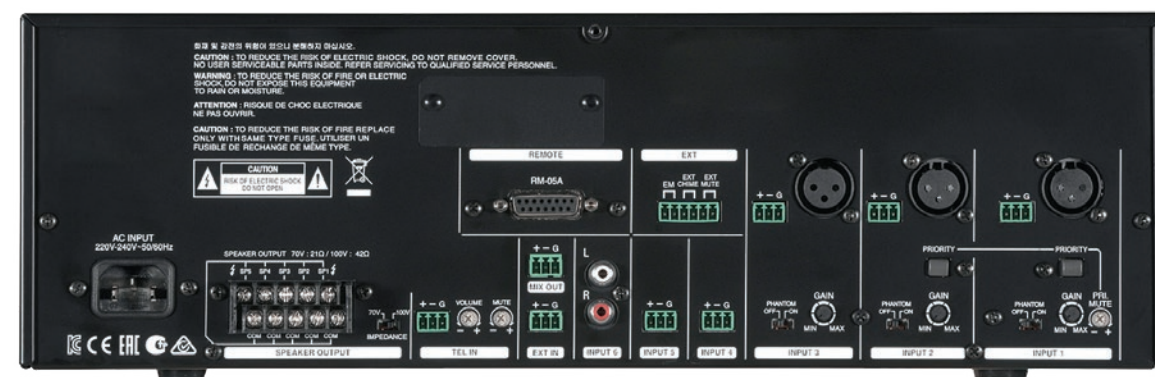 화재 및 감전의 위험이 있으니 분해하지 마십시오.
CAUTION : TO REDUCE THE RISK OF ELECTRIC SHOCK, DO NOT REMOVE COVER.
NO USER SERVICEABLE PARTS INSIDE. REFER SERVICING TO QUALIFIED SERVICE PERSONNEL.
WARNING : TO REDUCE THE RISK OF FIRE OR ELECTRIC
SHOCK, DO NOT EXPOSE THIS EQUIPMENT
TO RAIN OR MOISTURE.
ATTENTION : RISQUE DE CHOC ELECTRIQUE
NE PAS OUVRIR.
CAUTION : TO REDUCE THE RISK OF FIRE REPLACE
ONLY WITH SAME TYPE FUSE. UTILISER UN
FUSIBLE DE RECHANGE DE MÊME TYPE.
CAUTION
RISK OF ELECTRIC SHOCK
DO NOT OPEN
REMOTE
RM-05A
EXT
EM
EXT CHIME
EXT MUTE
+ – G
+ – G
+ – G
AC INPUT
220V-240V~50/60Hz
SPEAKER OUTPUT 70V : 21Ω / 100V : 42Ω
SP5 SP4 SP3 SP2 SP1
COM COM COM COM COM
70V 100V
IMPEDANCE
SPEAKER OUTPUT
+ – G
VOLUME
– +
MUTE
– +
TEL IN
+ – G
MIX OUT
+ – G
EXT IN
L
R
INPUT 6
+ – G
INPUT 5
+ – G
INPUT 4
PHANTOM
OFF ON
GAIN
MIN MAX
INPUT 3
PRIORITY
PHANTOM
OFF ON
GAIN
MIN MAX
INPUT 2
PRIORITY
PHANTOM
OFF ON
GAIN
MIN MAX
PRI.
MUTE
– +
INPUT 1
CE EAC